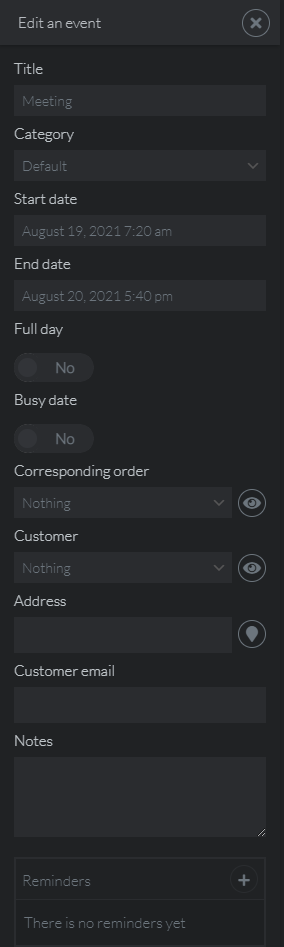 Edit an event
Title
Meeting
Category
Default
Start date
August 19, 2021 7:20 am
End date
August 20, 2021 5:40 pm
Full day
No
Busy date
No
Corresponding order
Nothing
Customer
Nothing
Address
Customer email
Notes
Reminders
There is no reminders yet